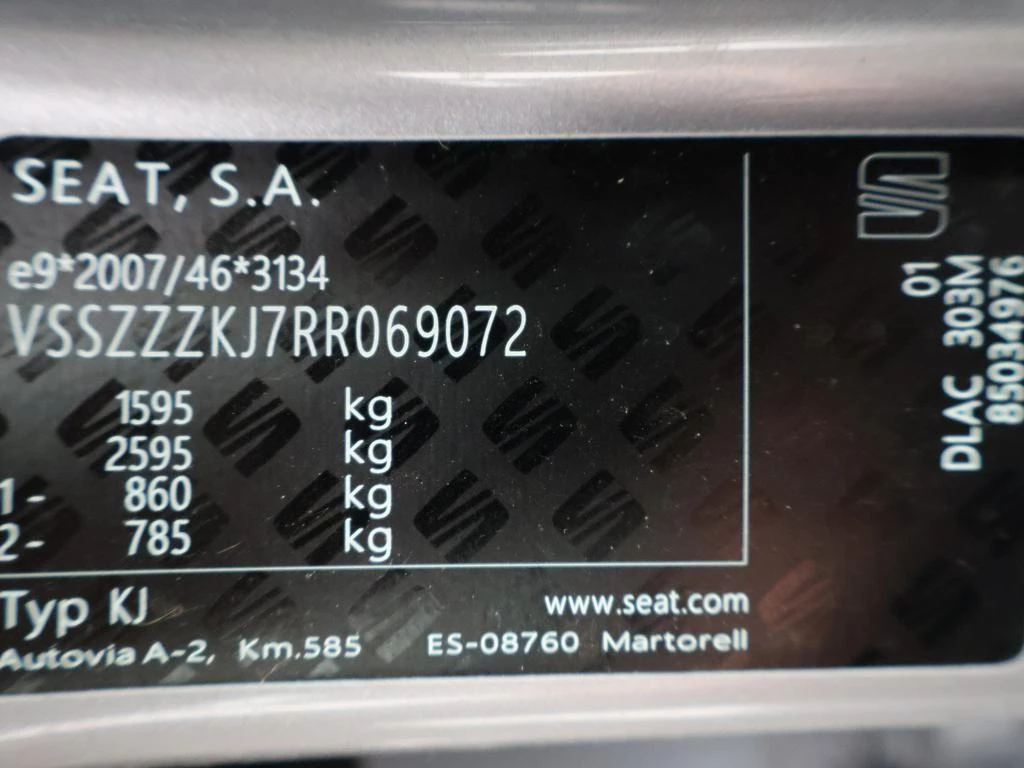 SEAT, S.A.
e9*2007/46*3134
VSSZZZKJ7RR069072
1595 kg
2595 kg
1- 860 kg
2- 785 kg
Typ KJ
www.seat.com
Autovia A-2, Km.585 ES-08760 Martorell
01
DLAC 303M
85034976